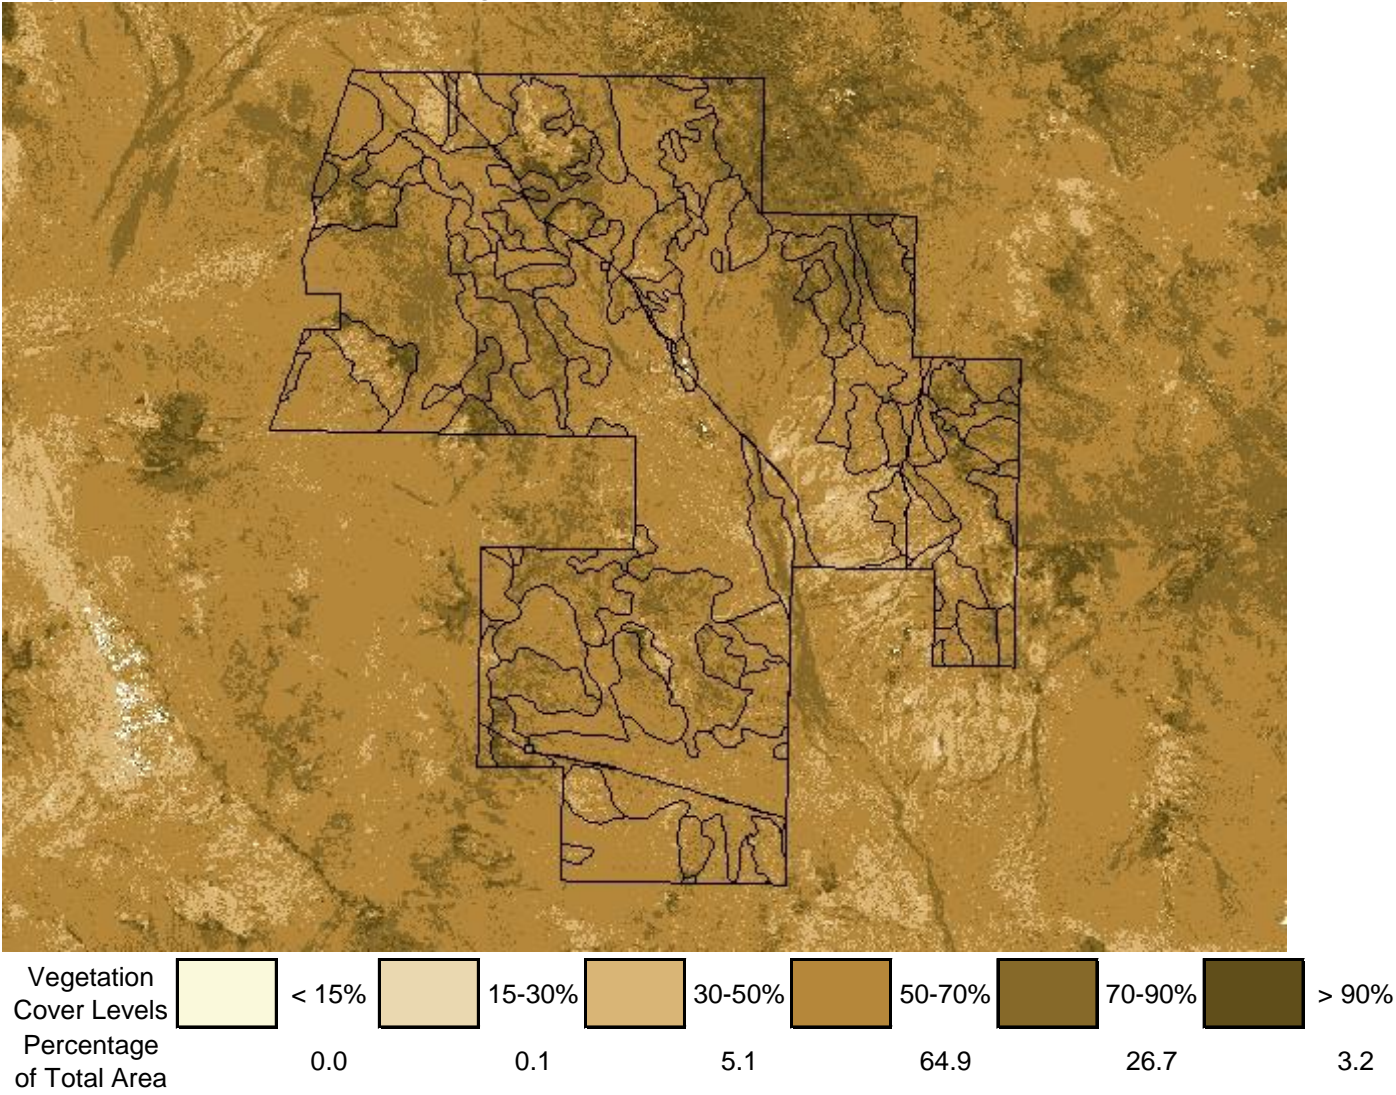 Vegetation
Cover Levels
< 15% 15-30% 30-50% 50-70% 70-90% > 90%
Percentage
of Total Area
0.0 0.1 5.1 64.9 26.7 3.2